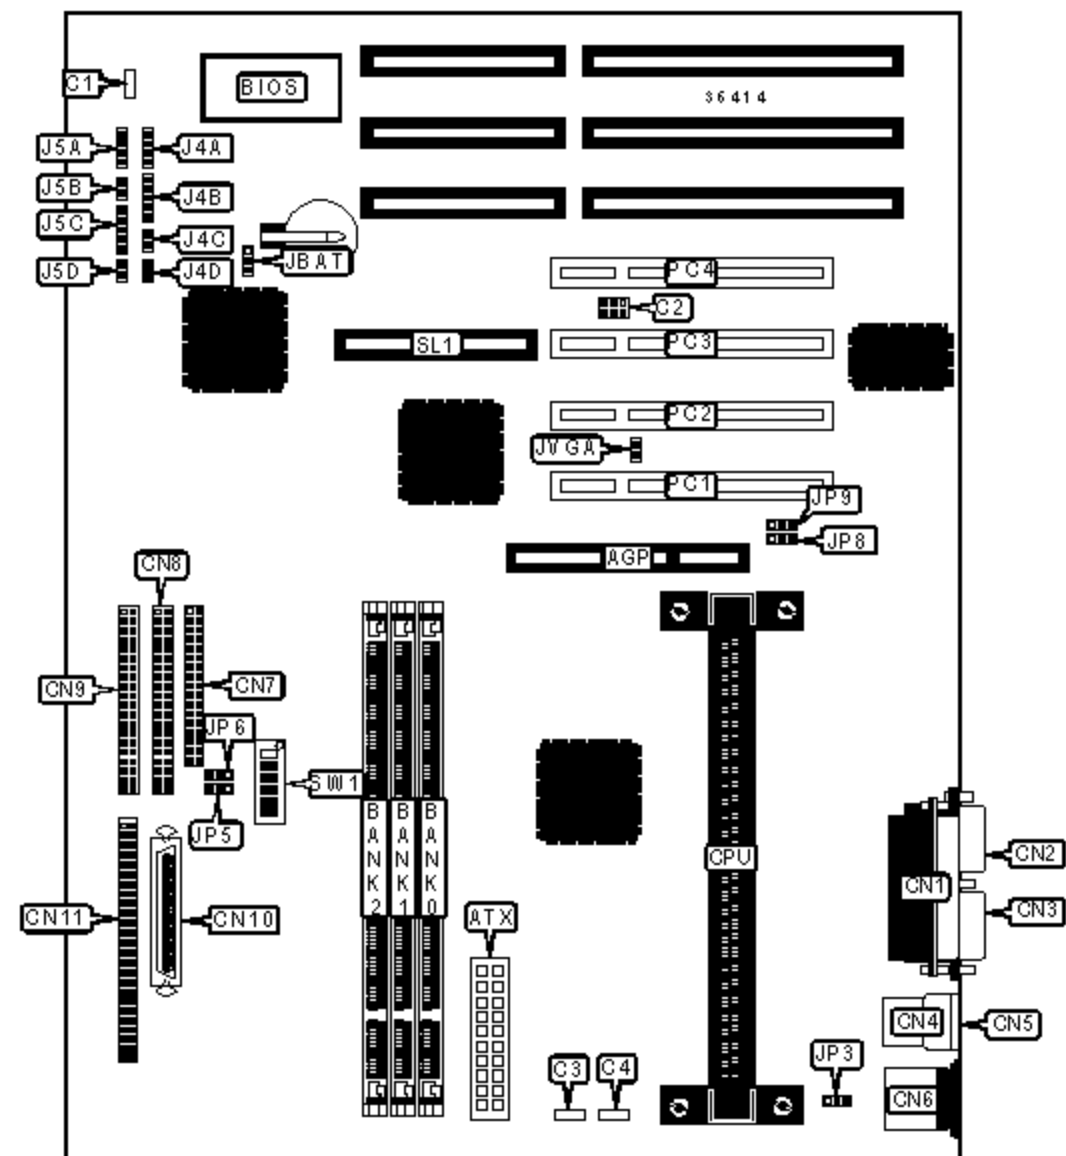 C1
BIOS
36414
J5A
J4A
J5B
J4B
J5C
J4C
J5D
J4D
JBAT
PC4
C2
SL1
PC3
PC2
JVGA
PC1
JP9
JP8
AGP
CN8
CN9
CN7
JP6
SW1
JP5
BANK2
BANK1
BANK0
CPU
CN2
CN1
CN3
CN11
CN10
ATX
CN4
CN5
JP3
C3
C4
CN6